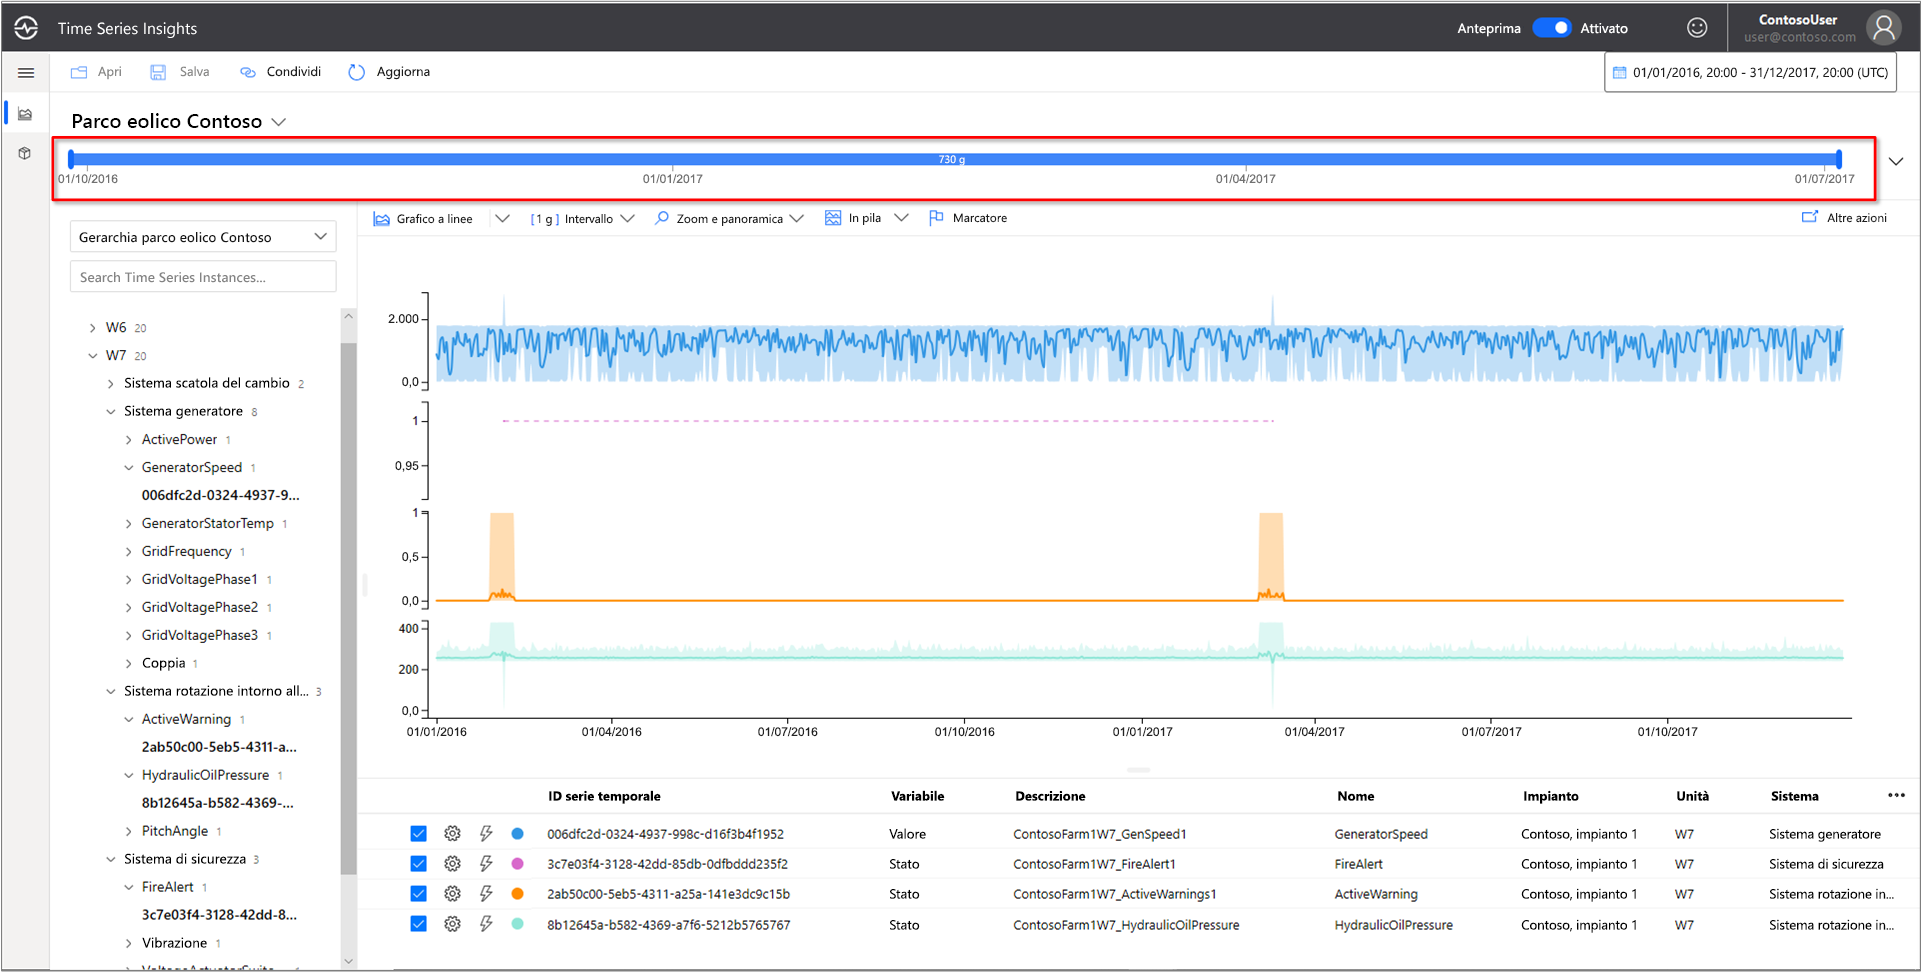 Time Series Insights
Anteprima Attivato
ContosoUser
user@contoso.com
Apri Salva Condividi Aggiorna
01/01/2016, 20:00 - 31/12/2017, 20:00 (UTC)
Parco eolico Contoso
730 g
01/10/2016 01/01/2017 01/04/2017 01/07/2017
Grafico a linee [1 g] Intervallo Zoom e panoramica In pila Marcatore Altre azioni
Gerarchia parco eolico Contoso
Search Time Series Instances...
W6 20
W7 20
Sistema scatola del cambio 2
Sistema generatore 8
ActivePower 1
GeneratorSpeed 1
006dfc2d-0324-4937-9...
GeneratorStatorTemp 1
GridFrequency 1
GridVoltagePhase1 1
GridVoltagePhase2 1
GridVoltagePhase3 1
Coppia 1
Sistema rotazione intorno all... 3
ActiveWarning 1
2ab50c00-5eb5-4311-a...
HydraulicOilPressure 1
8b12645a-b582-4369-...
PitchAngle 1
Sistema di sicurezza 3
FireAlert 1
3c7e03f4-3128-42dd-8...
Vibrazione 1
2.000
0,0
1
0,95
1
0,5
0,0
400
200
0,0
01/01/2016 01/04/2016 01/07/2016 01/10/2016 01/01/2017 01/04/2017 01/07/2017 01/10/2017
ID serie temporale Variabile Descrizione Nome Impianto Unità Sistema
006dfc2d-0324-4937-998c-d16f3b4f1952 Valore ContosoFarm1W7_GenSpeed1 GeneratorSpeed Contoso, impianto 1 W7 Sistema generatore
3c7e03f4-3128-42dd-85db-0dfbddd235f2 Stato ContosoFarm1W7_FireAlert1 FireAlert Contoso, impianto 1 W7 Sistema di sicurezza
2ab50c00-5eb5-4311-a25a-141e3dc9c15b Stato ContosoFarm1W7_ActiveWarnings1 ActiveWarning Contoso, impianto 1 W7 Sistema rotazione in...
8b12645a-b582-4369-a7f6-5212b5765767 Stato ContosoFarm1W7_HydraulicOilPressure HydraulicOilPressure Contoso, impianto 1 W7 Sistema rotazione in...